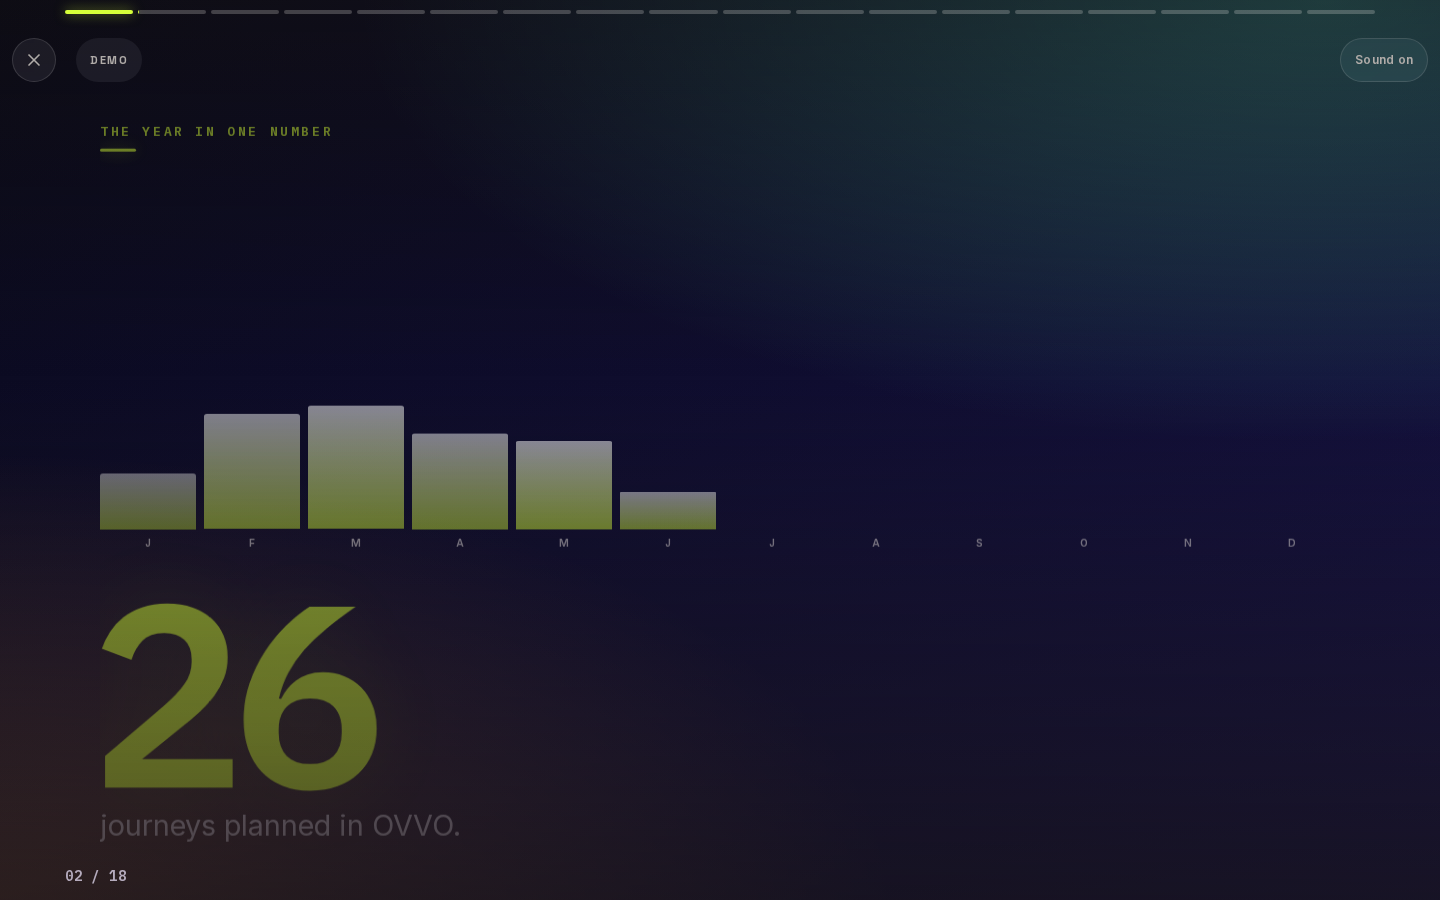 DEMO
Sound on
THE YEAR IN ONE NUMBER
J F M A M J J A S O N D
26
journeys planned in OVVO.
02 / 18